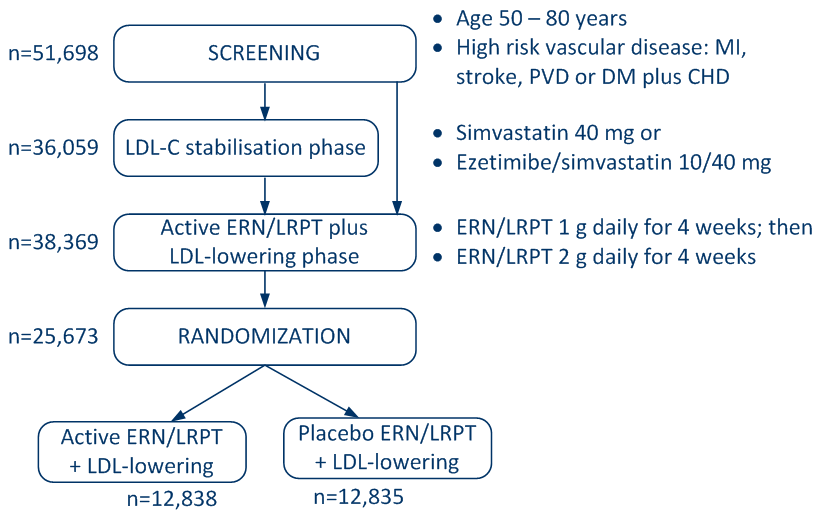 n=51,698
SCREENING
• Age 50 – 80 years
• High risk vascular disease: MI,
stroke, PVD or DM plus CHD
n=36,059
LDL-C stabilisation phase
• Simvastatin 40 mg or
• Ezetimibe/simvastatin 10/40 mg
n=38,369
Active ERN/LRPT plus
LDL-lowering phase
• ERN/LRPT 1 g daily for 4 weeks; then
• ERN/LRPT 2 g daily for 4 weeks
n=25,673
RANDOMIZATION
Active ERN/LRPT
+ LDL-lowering
n=12,838
Placebo ERN/LRPT
+ LDL-lowering
n=12,835